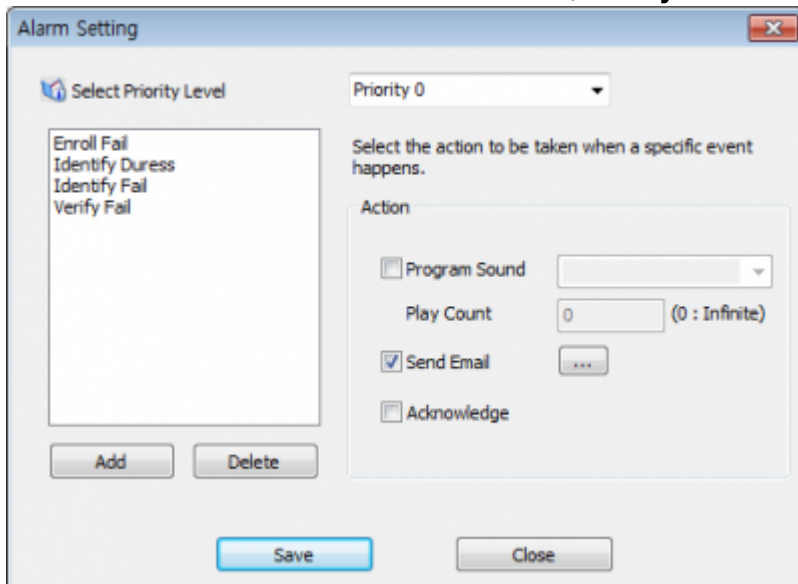 Alarm Setting
Select Priority Level
Priority 0
Enroll Fail
Identify Duress
Identify Fail
Verify Fail
Select the action to be taken when a specific event
happens.
Action
Program Sound
Play Count
0
(0 : Infinite)
Send Email
...
Acknowledge
Add
Delete
Save
Close